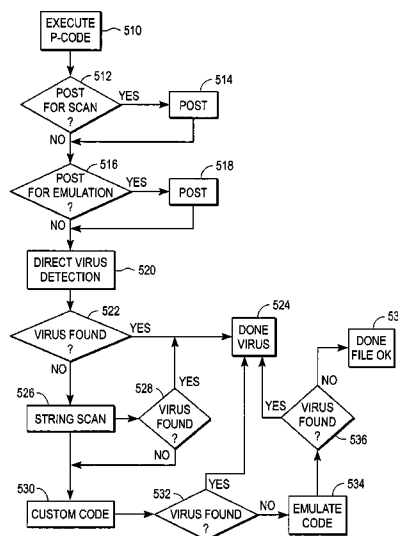 EXECUTE
P-CODE
510
512
POST
FOR SCAN
?
YES
NO
514
POST
516
POST
FOR EMULATION
?
YES
NO
518
POST
DIRECT VIRUS
DETECTION
520
522
VIRUS FOUND
?
YES
NO
524
DONE
VIRUS
526
STRING SCAN
528
VIRUS
FOUND
?
YES
NO
530
CUSTOM CODE
532
VIRUS FOUND
?
YES
NO
534
EMULATE
CODE
VIRUS
FOUND
?
536
YES
NO
DONE
FILE OK